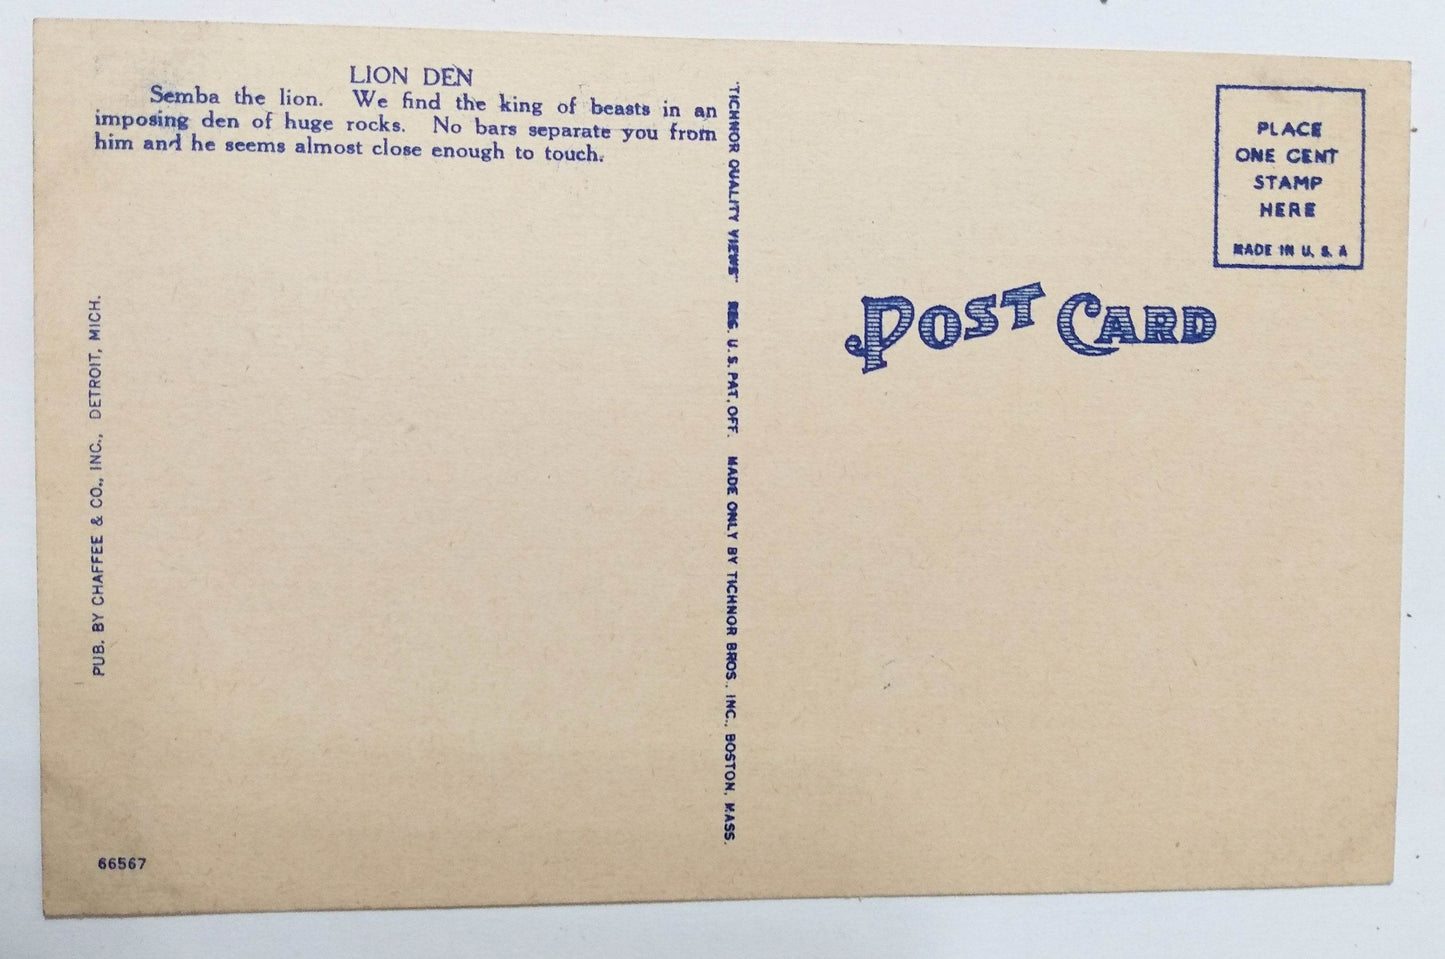 LION DEN
Semba the lion. We find the king of beasts in an
imposing den of huge rocks. No bars separate you from
him and he seems almost close enough to touch.
PUB. BY CHAFFEE & CO., INC., DETROIT, MICH.
66567
"TICHNOR QUALITY VIEWS" REG. U. S. PAT. OFF. MADE ONLY BY TICHNOR BROS., INC., BOSTON, MASS.
POST CARD
PLACE
ONE CENT
STAMP
HERE
MADE IN U. S. A